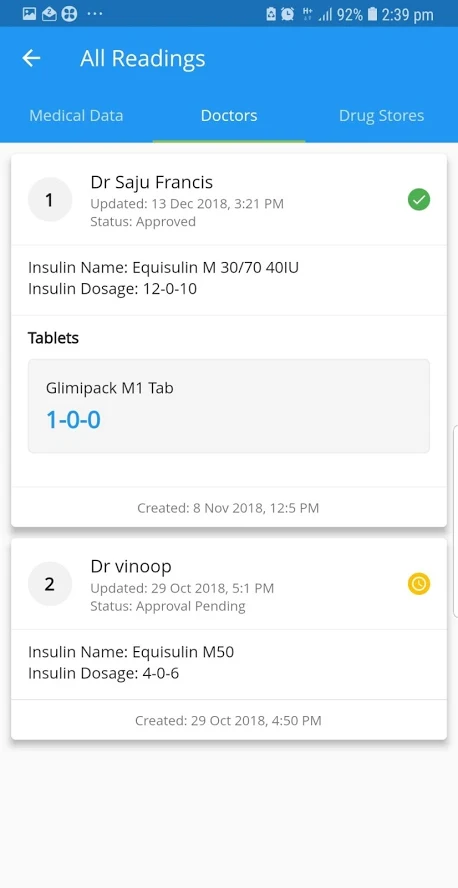 H+ 92% 2:39 pm
All Readings
Medical Data Doctors Drug Stores
1
Dr Saju Francis
Updated: 13 Dec 2018, 3:21 PM
Status: Approved
Insulin Name: Equisulin M 30/70 40IU
Insulin Dosage: 12-0-10
Tablets
Glimipack M1 Tab
1-0-0
Created: 8 Nov 2018, 12:5 PM
2
Dr vinoop
Updated: 29 Oct 2018, 5:1 PM
Status: Approval Pending
Insulin Name: Equisulin M50
Insulin Dosage: 4-0-6
Created: 29 Oct 2018, 4:50 PM